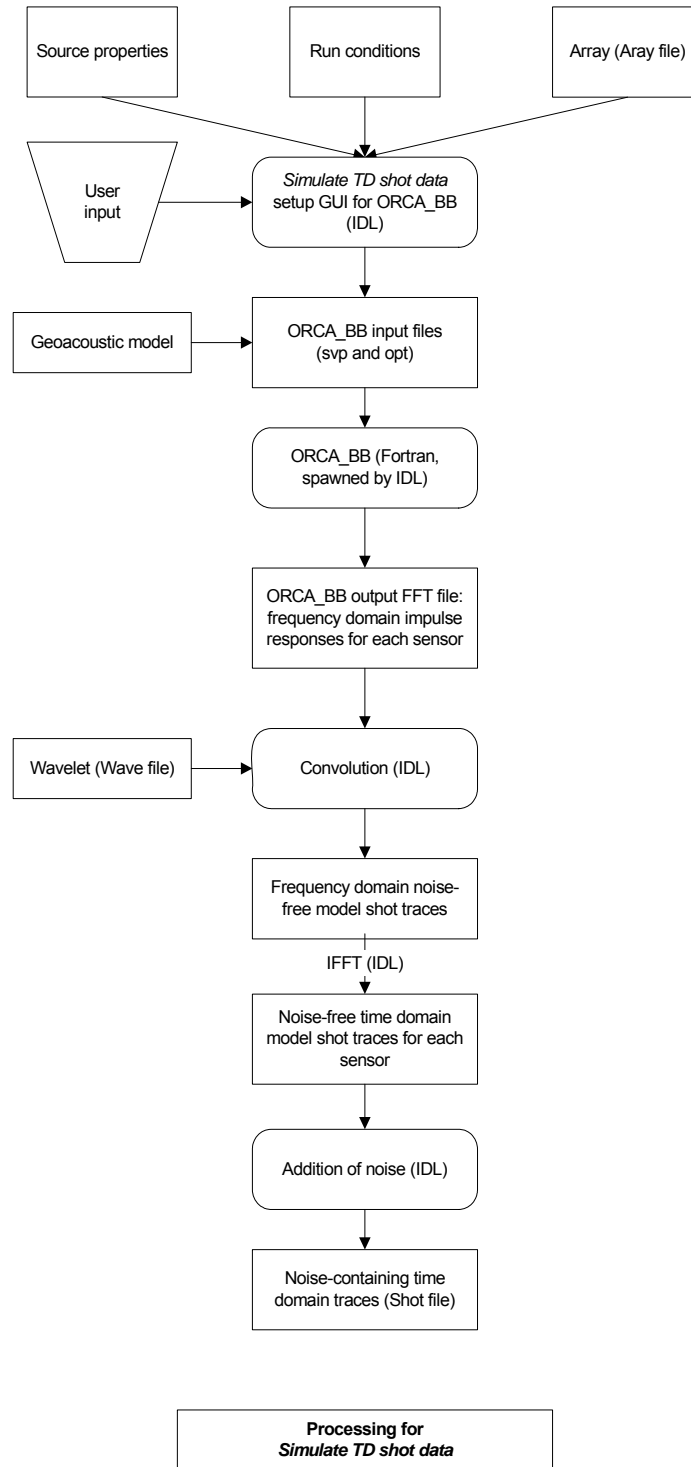 Source properties
Run conditions
Array (Aray file)
User
input
Simulate TD shot data
setup GUI for ORCA_BB
(IDL)
Geoacoustic model
ORCA_BB input files
(svp and opt)
ORCA_BB (Fortran,
spawned by IDL)
ORCA_BB output FFT file:
frequency domain impulse
responses for each sensor
Wavelet (Wave file)
Convolution (IDL)
Frequency domain noise-
free model shot traces
IFFT (IDL)
Noise-free time domain
model shot traces for each
sensor
Addition of noise (IDL)
Noise-containing time
domain traces (Shot file)
Processing for
Simulate TD shot data